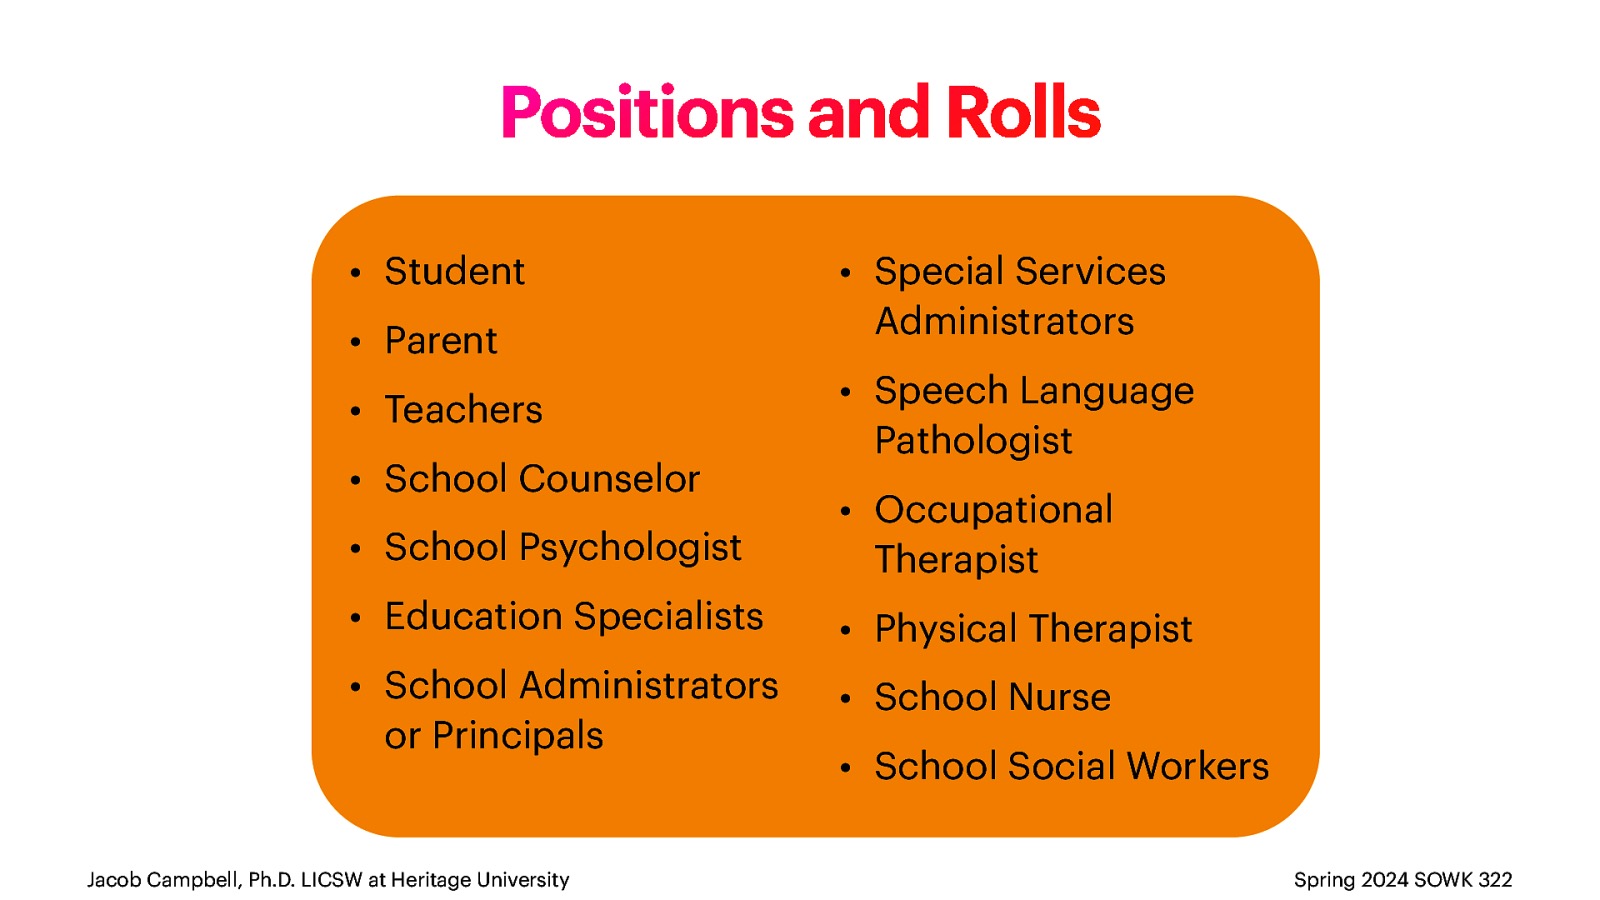 Positions and Rolls
• Student
• Parent
• Teachers
• School Counselor
• School Psychologist
• Education Specialists
• School Administrators
or Principals
• Special Services
Administrators
• Speech Language
Pathologist
• Occupational
Therapist
• Physical Therapist
• School Nurse
• School Social Workers
Jacob Campbell, Ph.D. LICSW at Heritage University
Spring 2024 SOWK 322